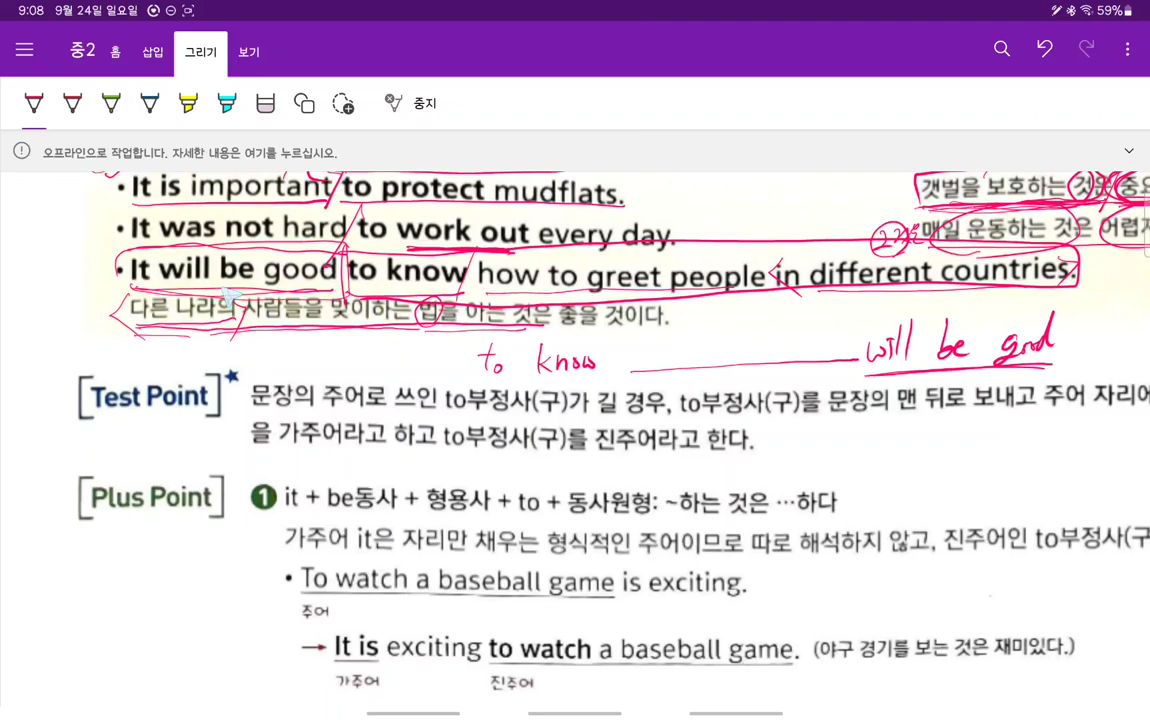 9:08 9월 24일 일요일 59%
중2 홈 삽입 그리기 보기
중지
오프라인으로 작업합니다. 자세한 내용은 여기를 누르십시오.
• It is important to protect mudflats. 갯벌을 보호하는 것은
• It was not hard to work out every day. 매일 운동하는 것은
• It will be good to know how to greet people in different countries.
다른 나라의 사람들을 맞이하는 법을 아는 것은 좋을 것이다.
to know will be good
[Test Point] 문장의 주어로 쓰인 to부정사(구)가 길 경우, to부정사(구)를 문장의 맨 뒤로 보내고 주어 자리에
을 가주어라고 하고 to부정사(구)를 진주어라고 한다.
[Plus Point] 1 it + be동사 + 형용사 + to + 동사원형: ~하는 것은 …하다
가주어 it은 자리만 채우는 형식적인 주어이므로 따로 해석하지 않고, 진주어인 to부정사(구
• To watch a baseball game is exciting.
주어
→ It is exciting to watch a baseball game. (야구 경기를 보는 것은 재미있다.)
가주어 진주어